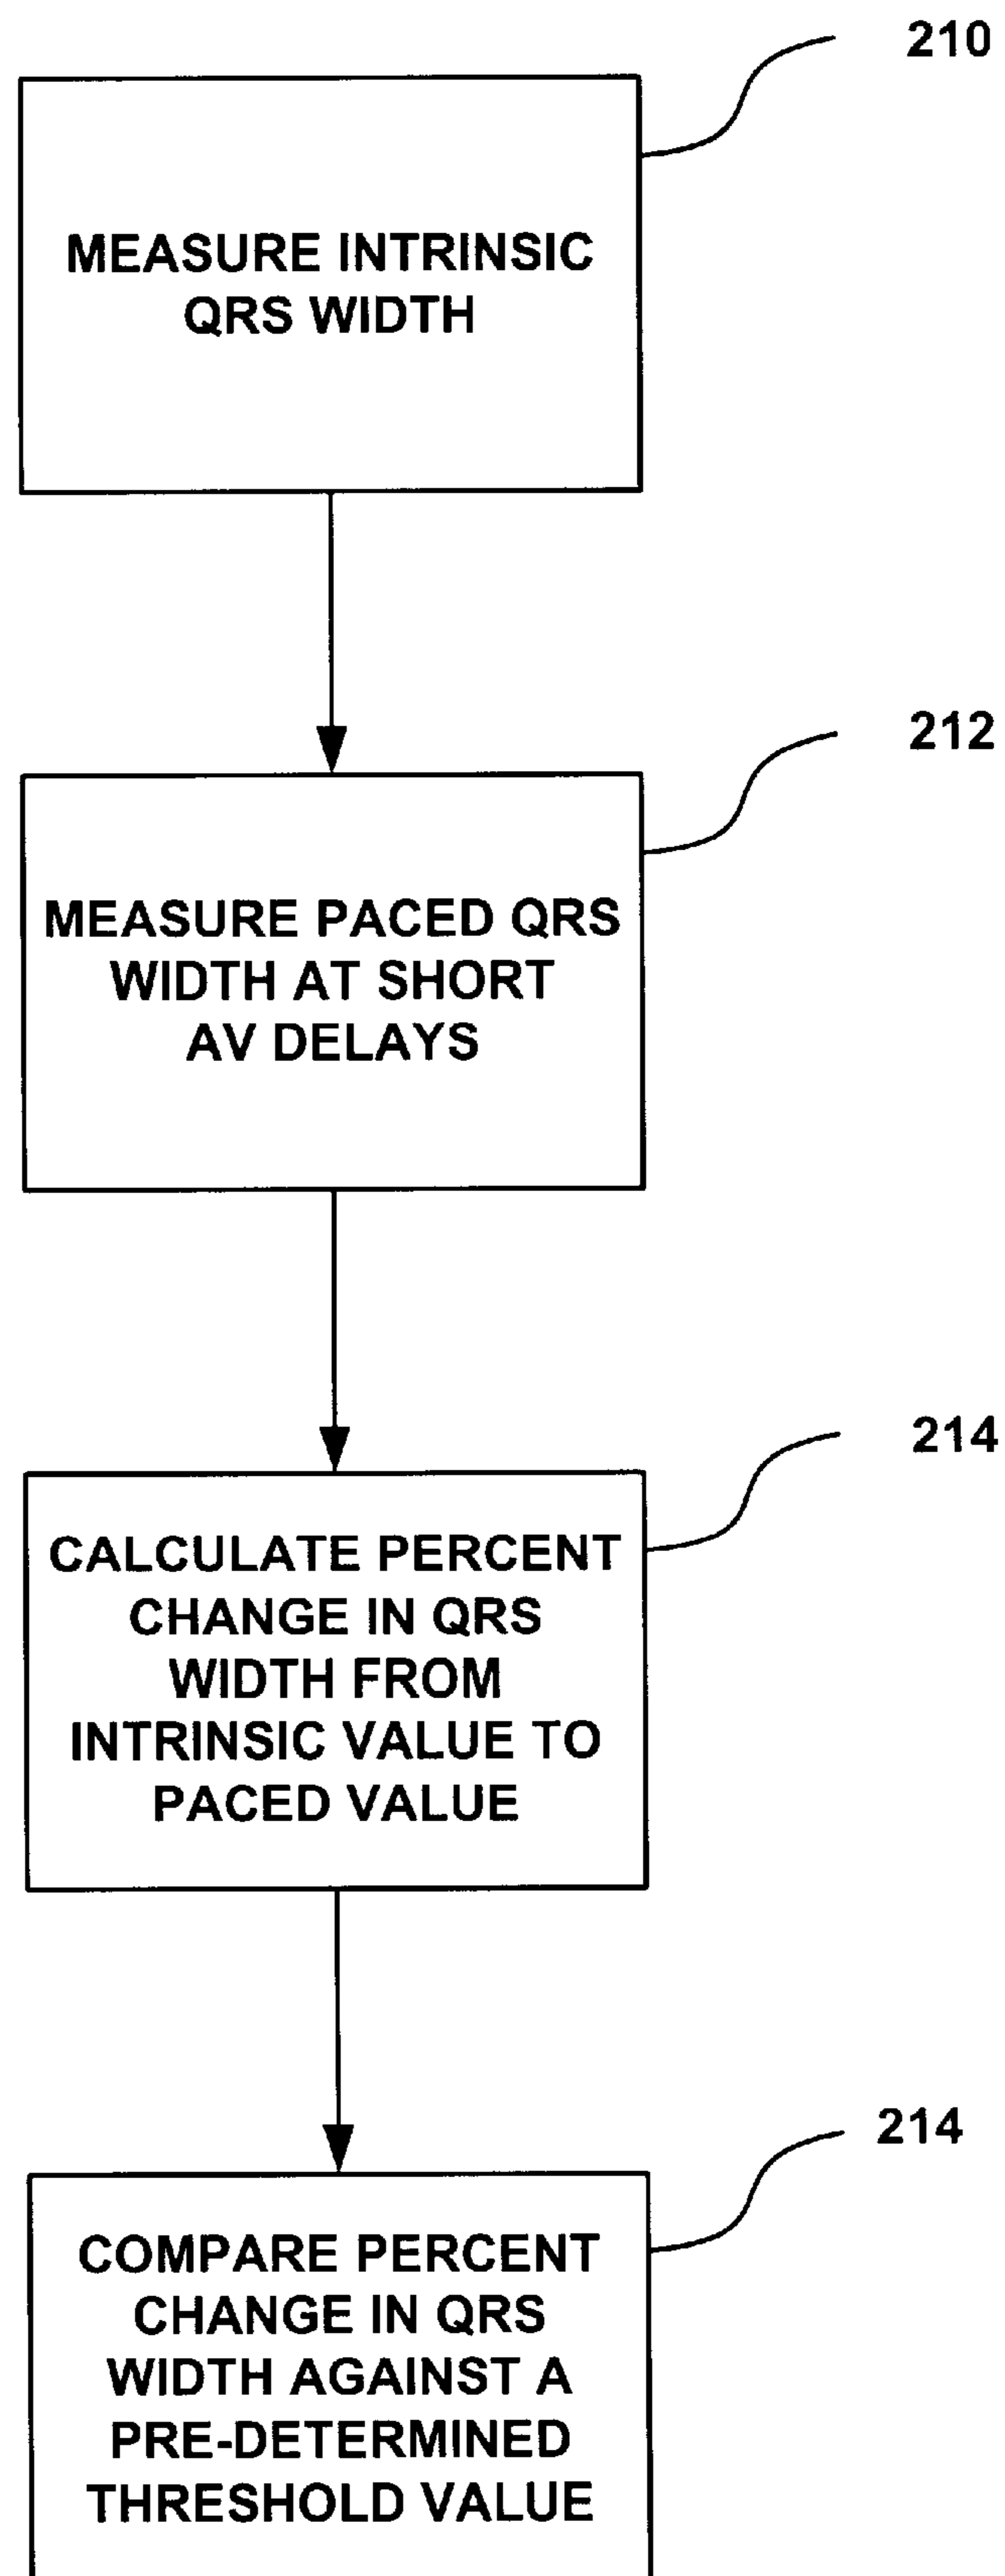 210
MEASURE INTRINSIC
QRS WIDTH
212
MEASURE PACED QRS
WIDTH AT SHORT
AV DELAYS
214
CALCULATE PERCENT
CHANGE IN QRS
WIDTH FROM
INTRINSIC VALUE TO
PACED VALUE
214
COMPARE PERCENT
CHANGE IN QRS
WIDTH AGAINST A
PRE-DETERMINED
THRESHOLD VALUE